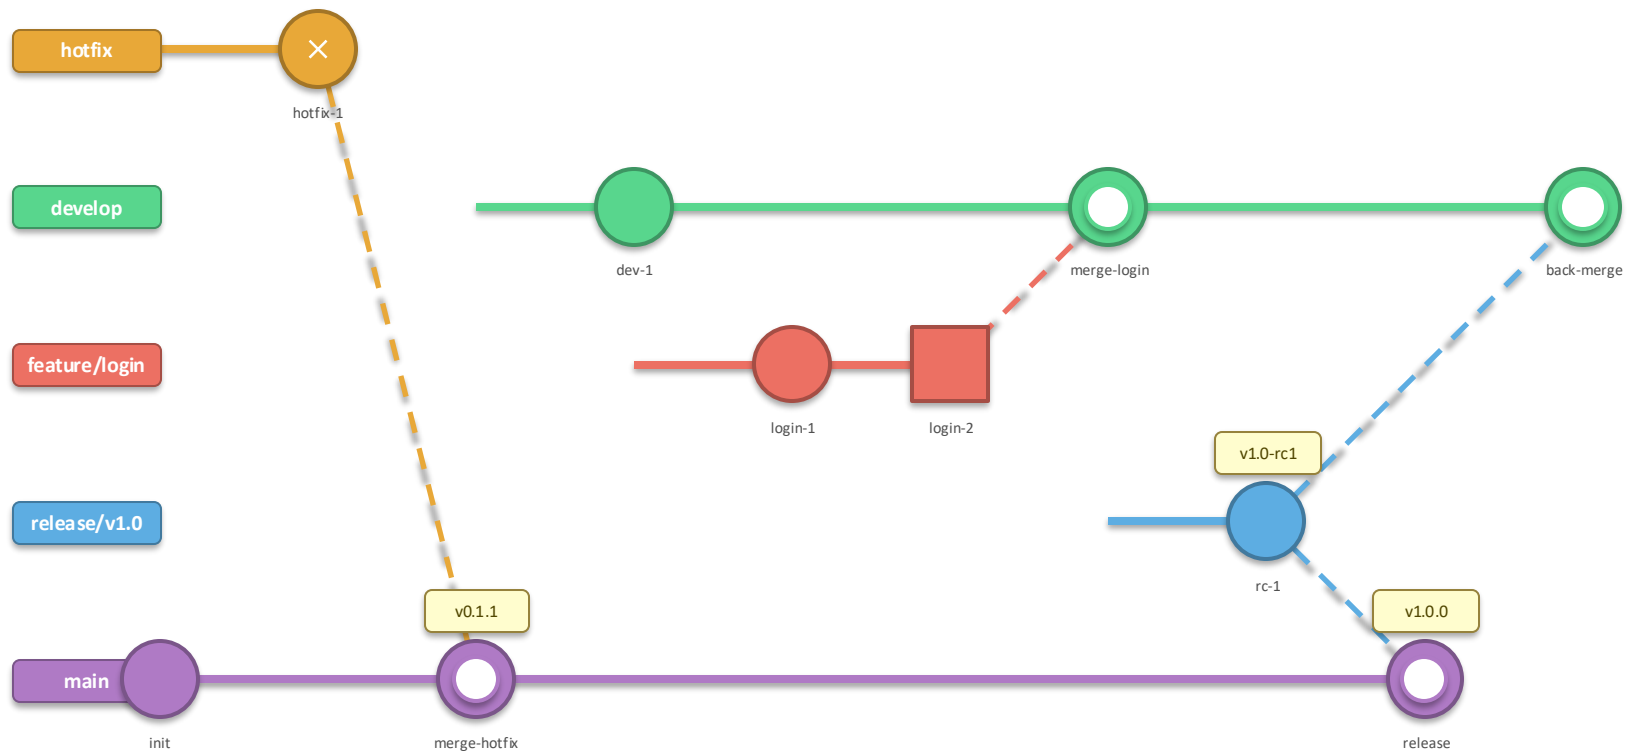 hotfix
hotfix-1
develop
dev-1
merge-login
back-merge
feature/login
login-1
login-2
v1.0-rc1
release/v1.0
rc-1
v0.1.1
v1.0.0
main
init
merge-hotfix
release